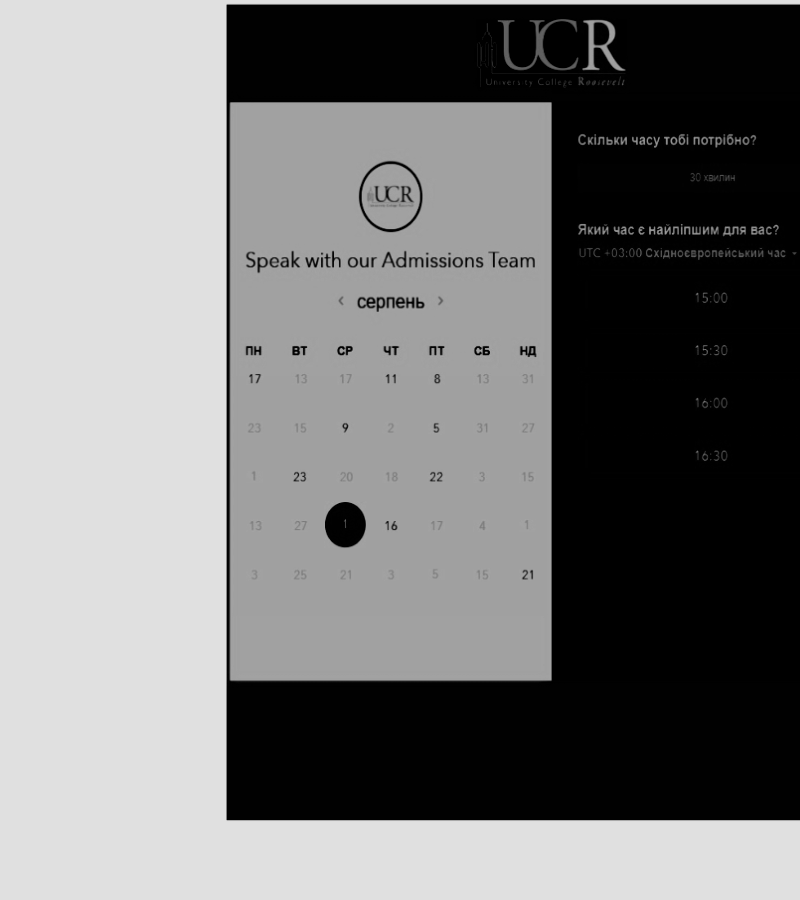 UCR
University College Roosevelt
UCR
Speak with our Admissions Team
‹ серпень ›
ПН ВТ СР ЧТ ПТ СБ НД
17 13 17 11 8 13 31
23 15 9 2 5 31 27
1 23 20 18 22 3 15
13 27 1 16 17 4 1
3 25 21 3 5 15 21
Скільки часу тобі потрібно?
30 хвилин
Який час є найліпшим для вас?
UTC +03:00 Східноєвропейський час
15:00
15:30
16:00
16:30